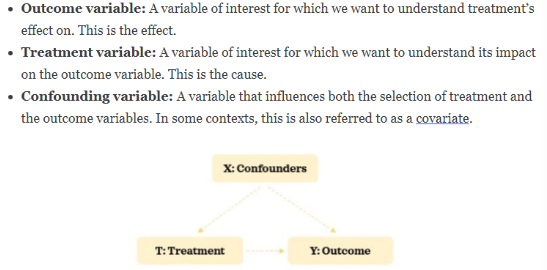 • Outcome variable: A variable of interest for which we want to understand treatment's
effect on. This is the effect.
• Treatment variable: A variable of interest for which we want to understand its impact
on the outcome variable. This is the cause.
• Confounding variable: A variable that influences both the selection of treatment and
the outcome variables. In some contexts, this is also referred to as a covariate.
X: Confounders
T: Treatment
Y: Outcome